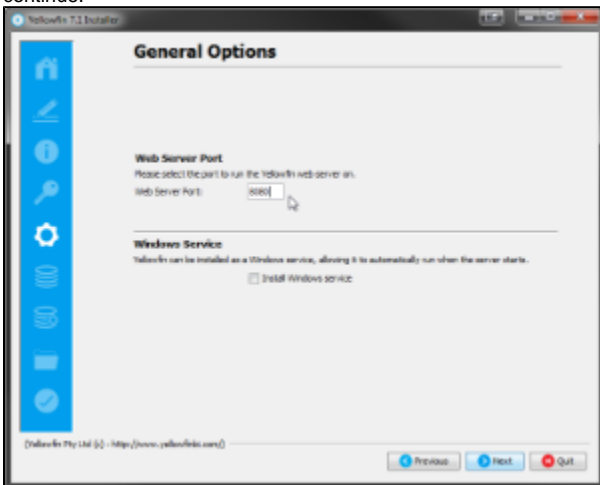 continue.
Yellowfin 7.1 Installer
General Options
Web Server Port
Please select the port to run the Yellowfin web server on.
Web Server Port: 8080
Windows Service
Yellowfin can be installed as a Windows service, allowing it to automatically run when the server starts.
Install Windows service
(Yellowfin Pty Ltd (c) - http://www.yellowfinbi.com/)
Previous Next Quit